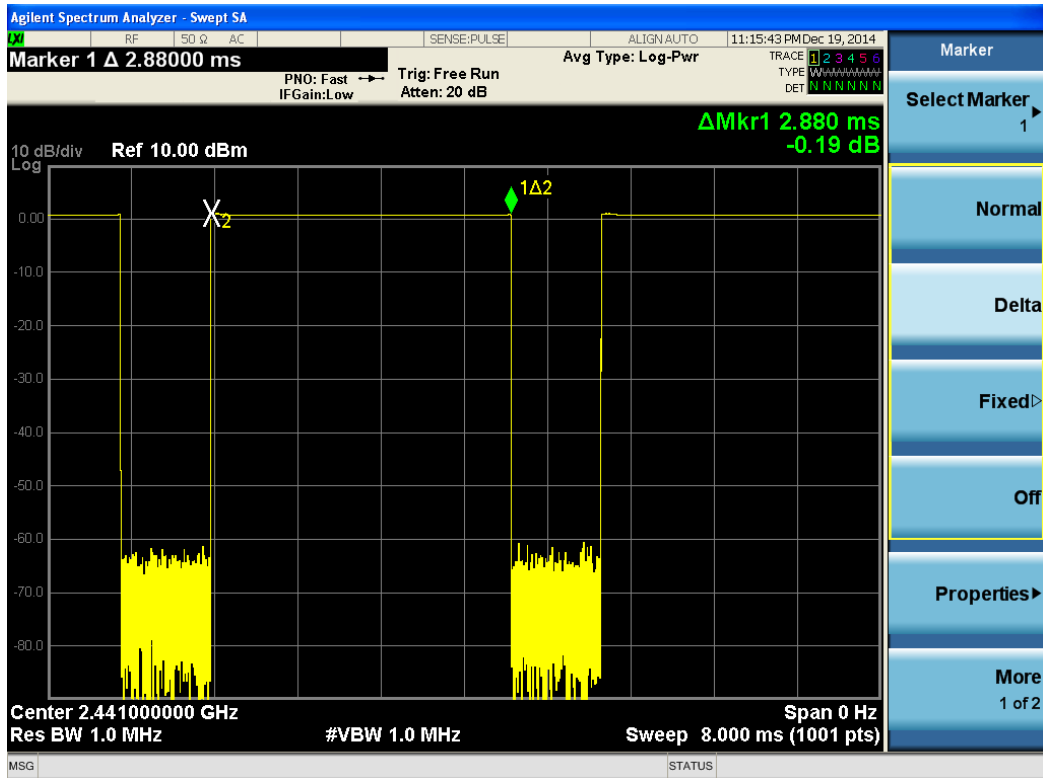 Agilent Spectrum Analyzer - Swept SA
LXI RF 50 Ω AC SENSE:PULSE ALIGN AUTO 11:15:43 PM Dec 19, 2014
Marker 1 Δ 2.88000 ms
PNO: Fast
IFGain:Low
Trig: Free Run
Atten: 20 dB
Avg Type: Log-Pwr
TRACE 1 2 3 4 5 6
TYPE
DET N N N N N N
ΔMkr1 2.880 ms
-0.19 dB
10 dB/div Ref 10.00 dBm
Log
1Δ2
2
0.00
-10.0
-20.0
-30.0
-40.0
-50.0
-60.0
-70.0
-80.0
Center 2.441000000 GHz Span 0 Hz
Res BW 1.0 MHz #VBW 1.0 MHz Sweep 8.000 ms (1001 pts)
MSG STATUS
Marker
Select Marker
1
Normal
Delta
Fixed
Off
Properties
More
1 of 2